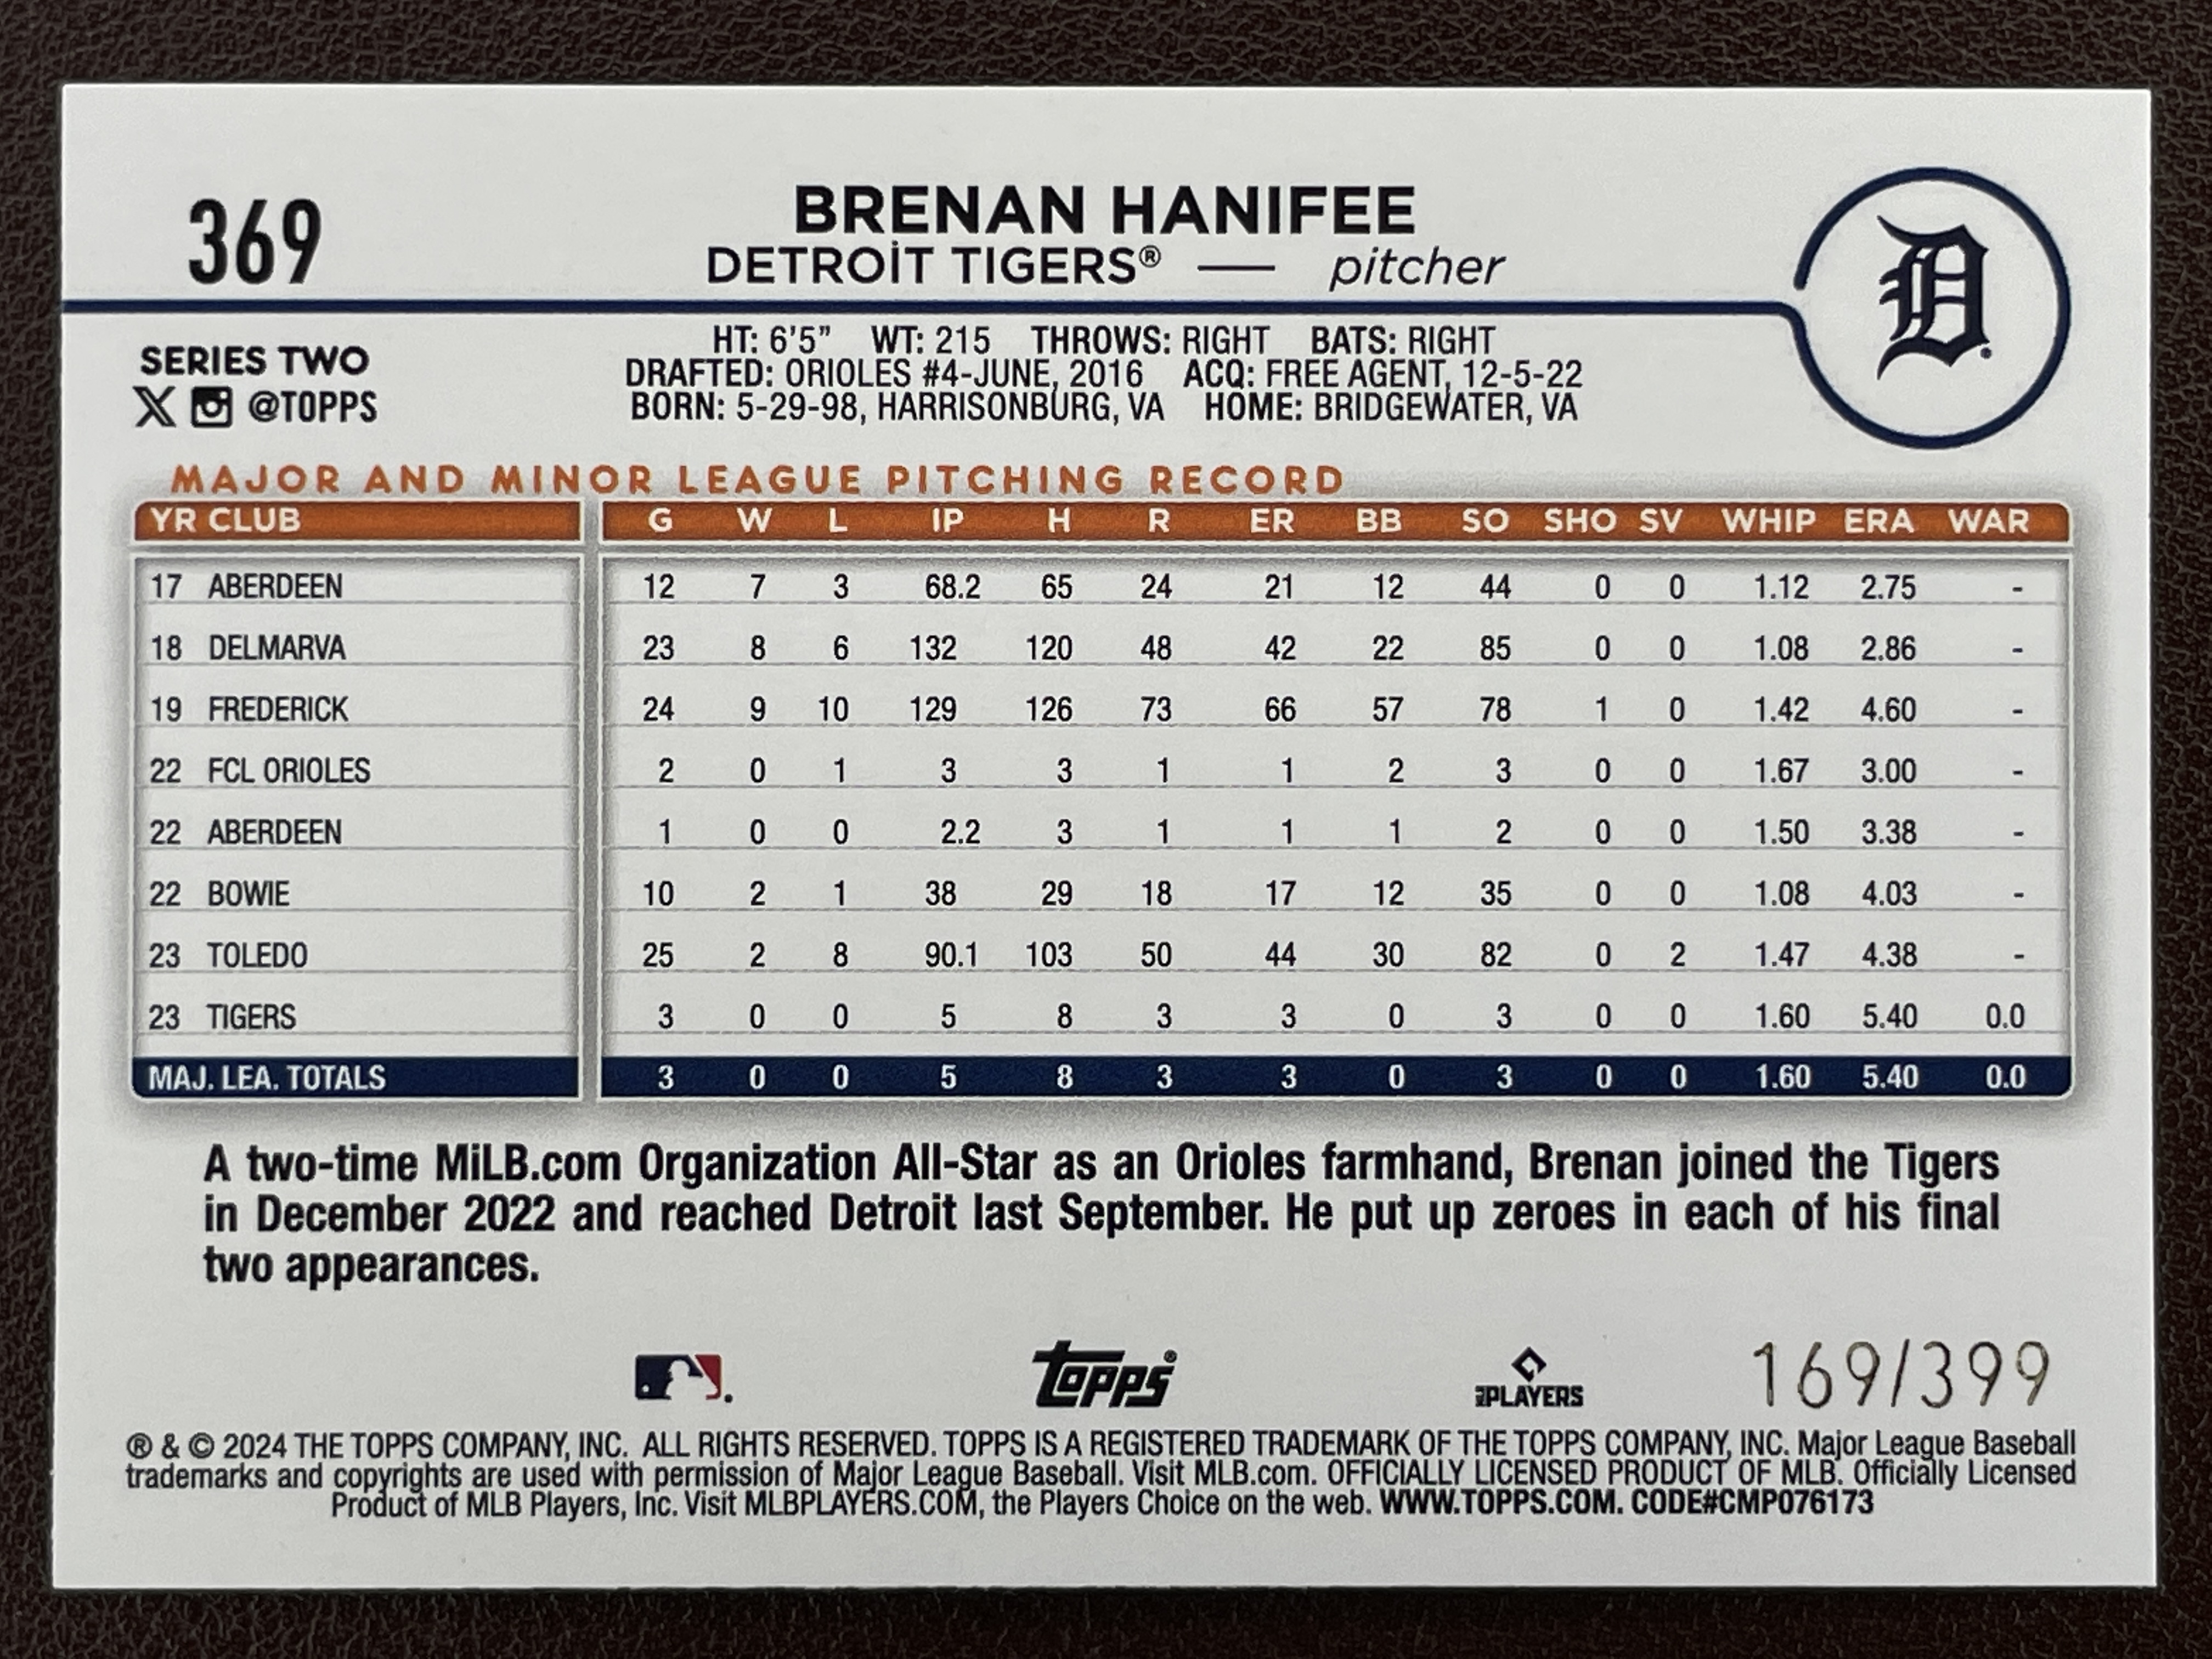 369
BRENAN HANIFEE
DETROİT TIGERS® — pitcher
D
SERIES TWO
X @TOPPS
HT: 6'5” WT: 215 THROWS: RIGHT BATS: RIGHT
DRAFTED: ORIOLES #4-JUNE, 2016 ACQ: FREE AGENT, 12-5-22
BORN: 5-29-98, HARRISONBURG, VA HOME: BRIDGEWATER, VA
MAJOR AND MINOR LEAGUE PITCHING RECORD
YR CLUB G W L IP H R ER BB SO SHO SV WHIP ERA WAR
17 ABERDEEN 12 7 3 68.2 65 24 21 12 44 0 0 1.12 2.75 -
18 DELMARVA 23 8 6 132 120 48 42 22 85 0 0 1.08 2.86 -
19 FREDERICK 24 9 10 129 126 73 66 57 78 1 0 1.42 4.60 -
22 FCL ORIOLES 2 0 1 3 3 1 1 2 3 0 0 1.67 3.00 -
22 ABERDEEN 1 0 0 2.2 3 1 1 1 2 0 0 1.50 3.38 -
22 BOWIE 10 2 1 38 29 18 17 12 35 0 0 1.08 4.03 -
23 TOLEDO 25 2 8 90.1 103 50 44 30 82 0 2 1.47 4.38 -
23 TIGERS 3 0 0 5 8 3 3 0 3 0 0 1.60 5.40 0.0
MAJ. LEA. TOTALS 3 0 0 5 8 3 3 0 3 0 0 1.60 5.40 0.0
A two-time MiLB.com Organization All-Star as an Orioles farmhand, Brenan joined the Tigers
in December 2022 and reached Detroit last September. He put up zeroes in each of his final
two appearances.
topps®
PLAYERS
169/399
® & © 2024 THE TOPPS COMPANY, INC. ALL RIGHTS RESERVED. TOPPS IS A REGISTERED TRADEMARK OF THE TOPPS COMPANY, INC. Major League Baseball
trademarks and copyrights are used with permission of Major League Baseball. Visit MLB.com. OFFICIALLY LICENSED PRODUCT OF MLB. Officially Licensed
Product of MLB Players, Inc. Visit MLBPLAYERS.COM, the Players Choice on the web. WWW.TOPPS.COM. CODE#CMP076173